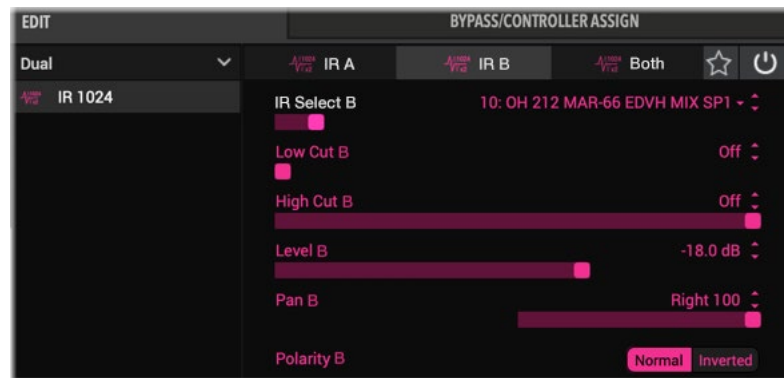 EDIT BYPASS/CONTROLLER ASSIGN
Dual IR A IR B Both
IR 1024
IR Select B 10: OH 212 MAR-66 EDVH MIX SP1
Low Cut B Off
High Cut B Off
Level B -18.0 dB
Pan B Right 100
Polarity B Normal Inverted